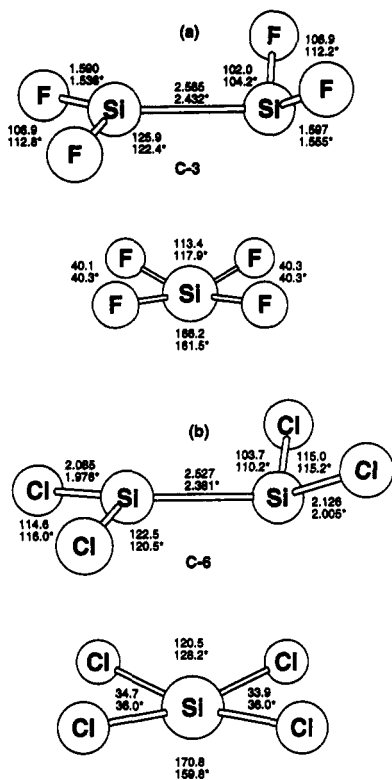 (a)
F
106.9
112.2*
1.590
1.536*
2.565
2.432*
102.0
104.2*
F
Si
Si
F
106.9
112.8*
F
125.9
122.4*
1.597
1.555*
C-3
113.4
117.9*
F
F
40.1
40.3*
40.3
40.3*
Si
F
F
166.2
161.5*
(b)
Cl
2.065
1.976*
2.527
2.381*
103.7
110.2*
115.0
115.2*
Cl
Cl
Si
Si
114.6
116.0*
Cl
122.5
120.5*
2.126
2.005*
C-6
120.5
128.2*
Cl
Cl
34.7
36.0*
33.9
36.0*
Cl
Si
Cl
170.8
159.8*